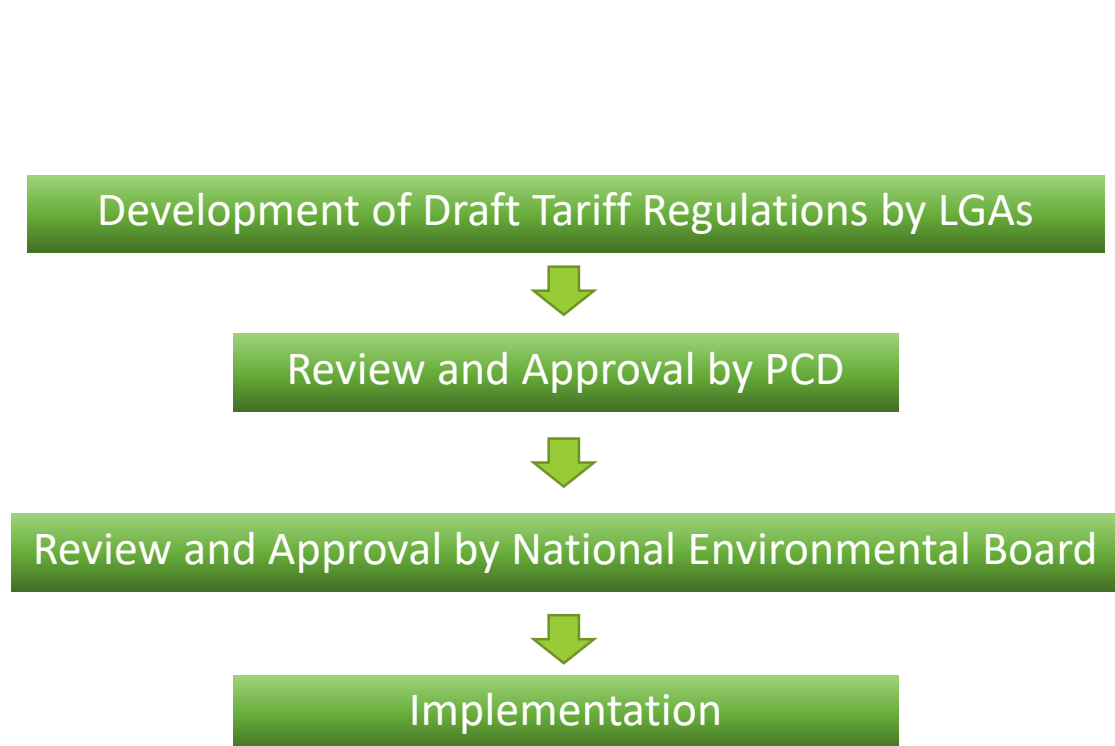 Development of Draft Tariff Regulations by LGAs
Review and Approval by PCD
Review and Approval by National Environmental Board
Implementation